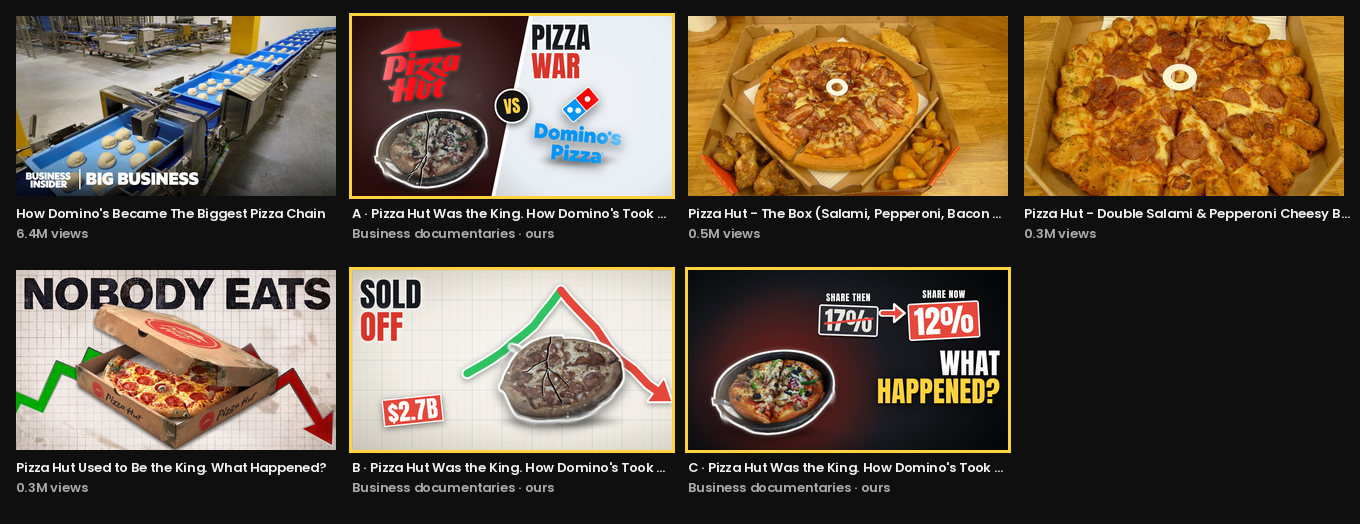 BUSINESS
INSIDER
BIG BUSINESS
How Domino's Became The Biggest Pizza Chain
6.4M views
Pizza
Hut
PIZZA
WAR
VS
Domino's
Pizza
A · Pizza Hut Was the King. How Domino's Took ...
Business documentaries · ours
Pizza Hut - The Box (Salami, Pepperoni, Bacon ...
0.5M views
Pizza Hut - Double Salami & Pepperoni Cheesy B...
0.3M views
NOBODY EATS
Pizza Hut
Pizza Hut
Pizza Hut Used to Be the King. What Happened?
0.3M views
SOLD
OFF
$2.7B
B · Pizza Hut Was the King. How Domino's Took ...
Business documentaries · ours
SHARE THEN
17%
SHARE NOW
12%
WHAT
HAPPENED?
C · Pizza Hut Was the King. How Domino's Took ...
Business documentaries · ours